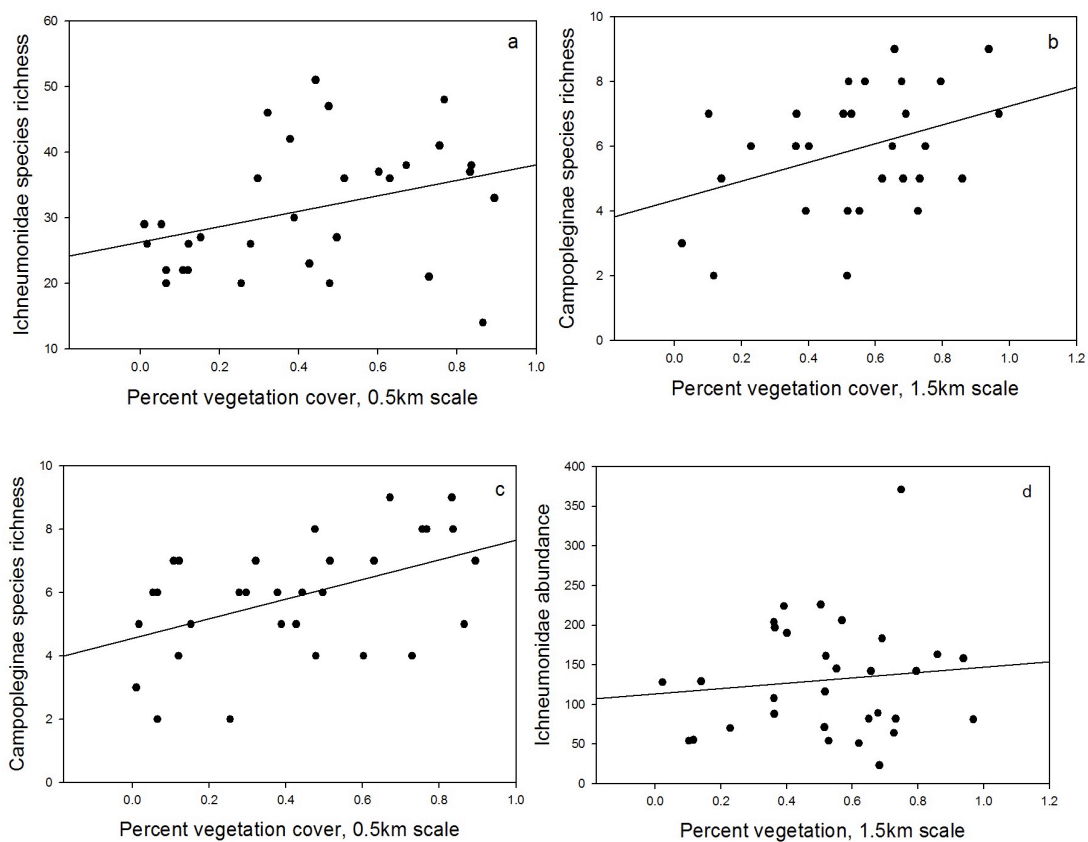 a
Ichneumonidae species richness
60
50
40
30
20
10
0.0 0.2 0.4 0.6 0.8 1.0
Percent vegetation cover, 0.5km scale
b
Campopleginae species richness
10
8
6
4
2
0
0.0 0.2 0.4 0.6 0.8 1.0 1.2
Percent vegetation cover, 1.5km scale
c
Campopleginae species richness
10
8
6
4
2
0
0.0 0.2 0.4 0.6 0.8 1.0
Percent vegetation cover, 0.5km scale
d
Ichneumonidae abundance
400
350
300
250
200
150
100
50
0
0.0 0.2 0.4 0.6 0.8 1.0 1.2
Percent vegetation, 1.5km scale